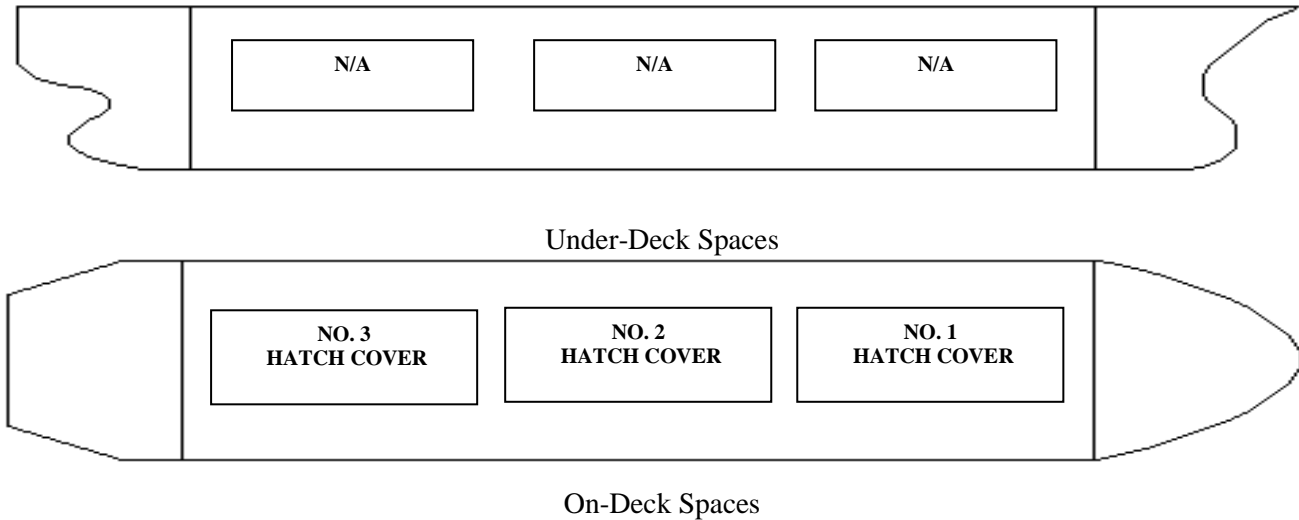 N/A N/A N/A
Under-Deck Spaces
NO. 3 NO. 2 NO. 1
HATCH COVER HATCH COVER HATCH COVER
On-Deck Spaces